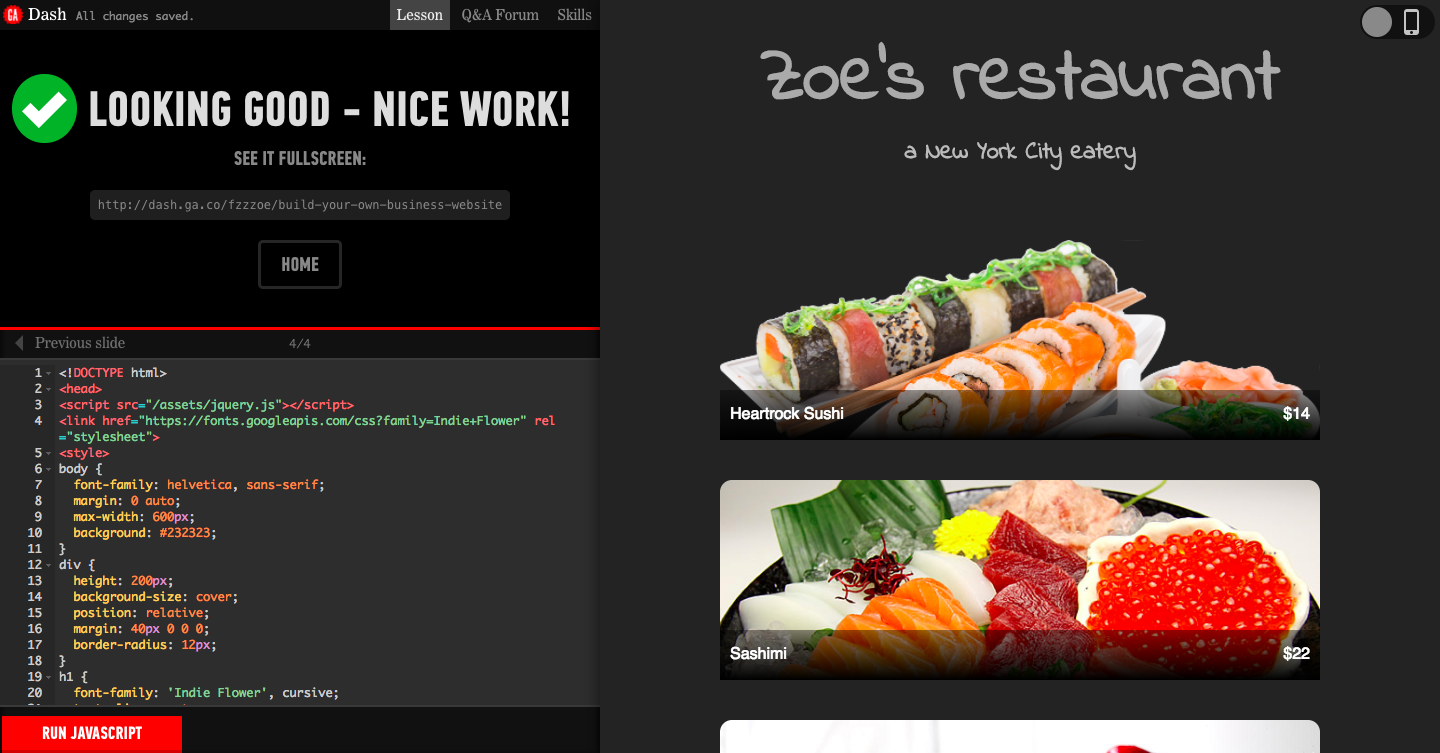 GA Dash All changes saved. Lesson Q&A Forum Skills
LOOKING GOOD - NICE WORK!
SEE IT FULLSCREEN:
http://dash.ga.co/fzzzoe/build-your-own-business-website
HOME
Previous slide 4/4
1 <!DOCTYPE html>
2 <head>
3 <script src="/assets/jquery.js"></script>
4 <link href="https://fonts.googleapis.com/css?family=Indie+Flower" rel
="stylesheet">
5 <style>
6 body {
7 font-family: helvetica, sans-serif;
8 margin: 0 auto;
9 max-width: 600px;
10 background: #232323;
11 }
12 div {
13 height: 200px;
14 background-size: cover;
15 position: relative;
16 margin: 40px 0 0 0;
17 border-radius: 12px;
18 }
19 h1 {
20 font-family: 'Indie Flower', cursive;
RUN JAVASCRIPT
Zoe's restaurant
a New York City eatery
Heartrock Sushi $14
Sashimi $22